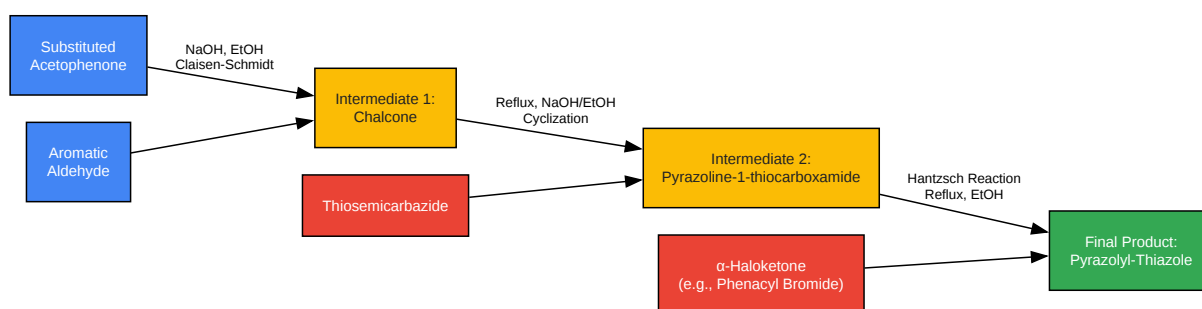 Substituted
Acetophenone
NaOH, EtOH
Claisen-Schmidt
Aromatic
Aldehyde
Intermediate 1:
Chalcone
Reflux, NaOH/EtOH
Cyclization
Thiosemicarbazide
Intermediate 2:
Pyrazoline-1-thiocarboxamide
Hantzsch Reaction
Reflux, EtOH
α-Haloketone
(e.g., Phenacyl Bromide)
Final Product:
Pyrazolyl-Thiazole